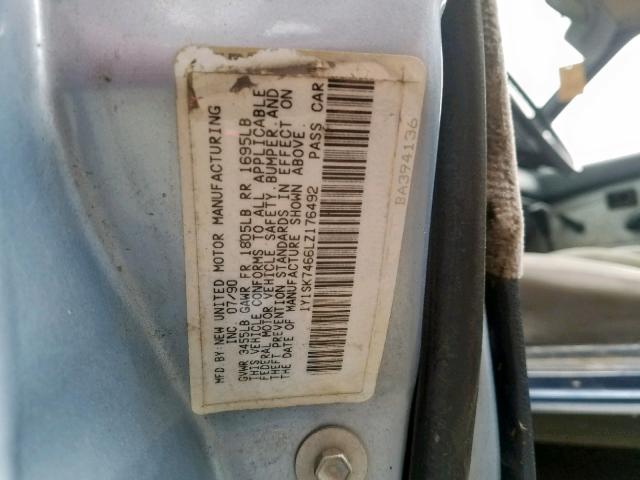 MFD BY: NEW UNITED MOTOR MANUFACTURING
INC. 07/90
GVWR 3455LB GAWR FR 1805LB RR 1695LB
THIS VEHICLE CONFORMS TO ALL APPLICABLE
FEDERAL MOTOR VEHICLE SAFETY, BUMPER, AND
THEFT PREVENTION STANDARDS IN EFFECT ON
THE DATE OF MANUFACTURE SHOWN ABOVE.
1Y1SK7466LZ176492 PASS CAR
BA394136